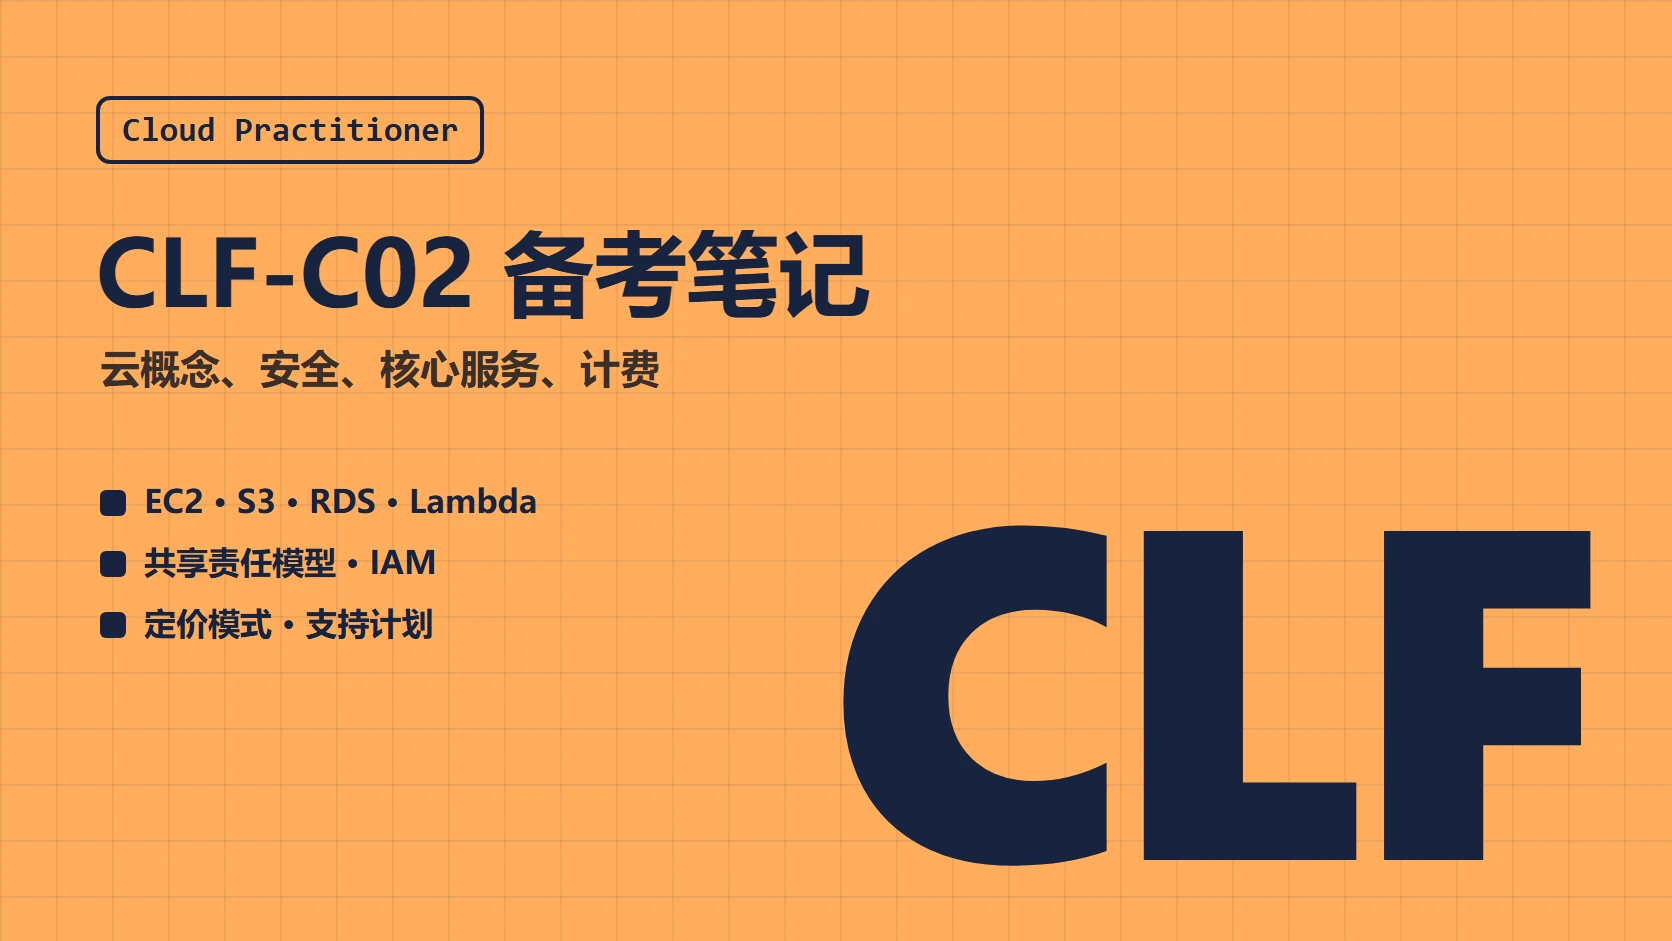 Cloud Practitioner
CLF-C02 备考笔记
云概念、安全、核心服务、计费
EC2 • S3 • RDS • Lambda
共享责任模型 • IAM
定价模式 • 支持计划
CLF